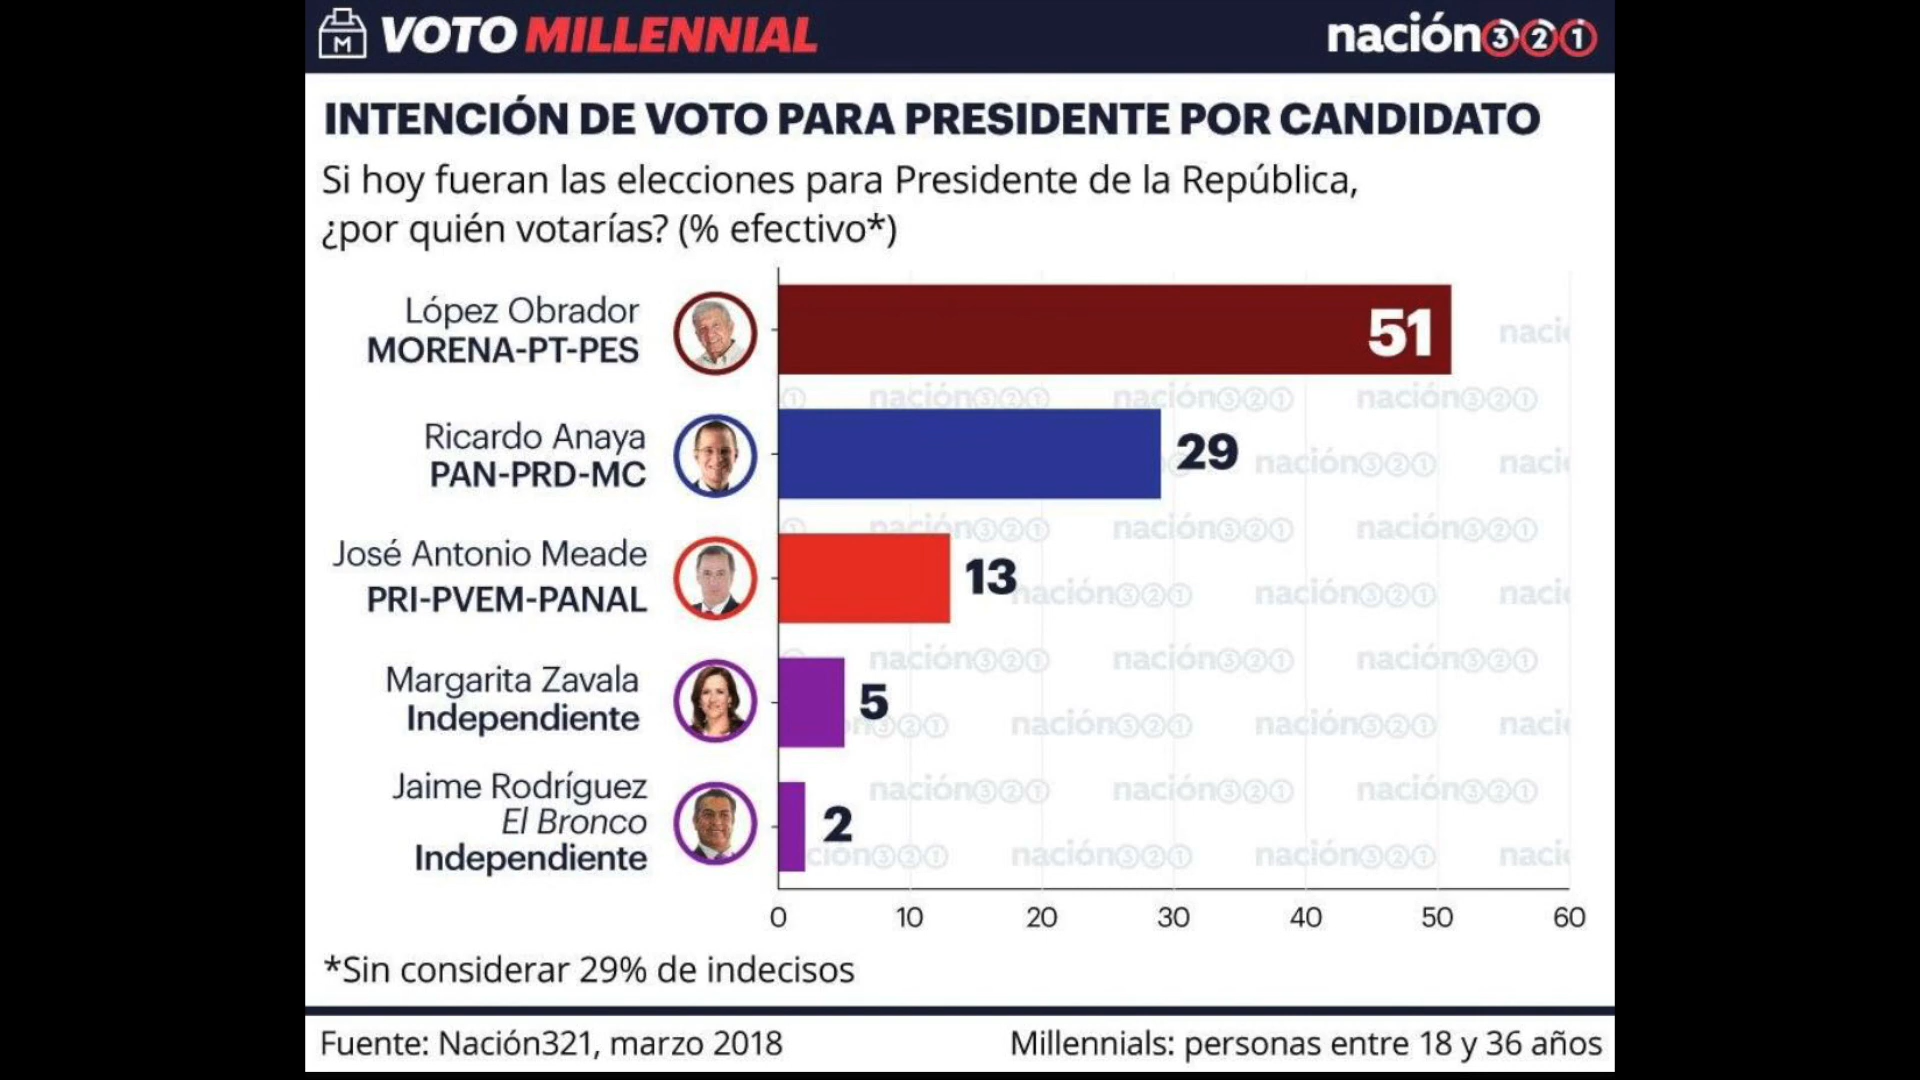 M VOTO MILLENNIAL
nación321
INTENCIÓN DE VOTO PARA PRESIDENTE POR CANDIDATO
Si hoy fueran las elecciones para Presidente de la República,
¿por quién votarías? (% efectivo*)
López Obrador
MORENA-PT-PES
51
Ricardo Anaya
PAN-PRD-MC
29
José Antonio Meade
PRI-PVEM-PANAL
13
Margarita Zavala
Independiente
5
Jaime Rodríguez
El Bronco
Independiente
2
0 10 20 30 40 50 60
*Sin considerar 29% de indecisos
Fuente: Nación321, marzo 2018
Millennials: personas entre 18 y 36 años